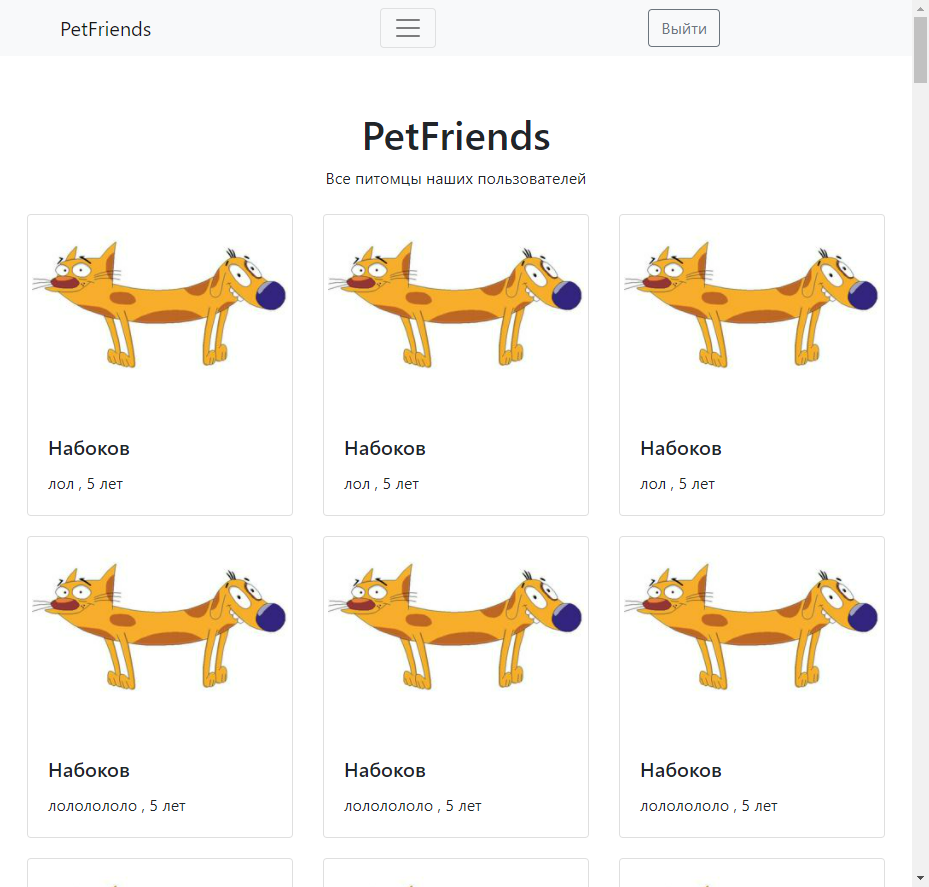 PetFriends
Выйти
PetFriends
Все питомцы наших пользователей
Набоков
лол , 5 лет
Набоков
лол , 5 лет
Набоков
лол , 5 лет
Набоков
лололололо , 5 лет
Набоков
лололололо , 5 лет
Набоков
лололололо , 5 лет